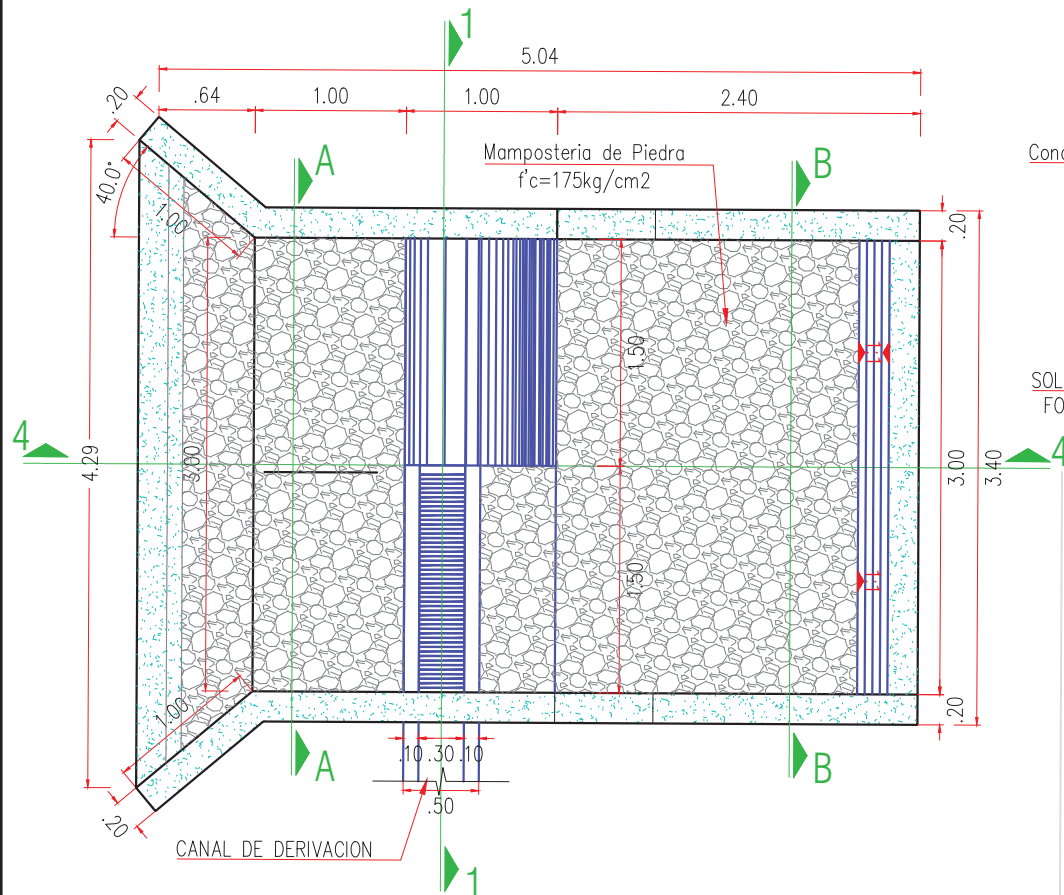 1
5.04
.20
.64
1.00
1.00
2.40
A
Mamposteria de Piedra
f'c=175kg/cm2
B
Conc
40.0°
1.00
.20
1.50
SOL
FO
4
4.29
3.00
3.00
3.40
4
1.50
1.00
.20
.20
A
.10
.30
.10
B
.50
CANAL DE DERIVACION
1